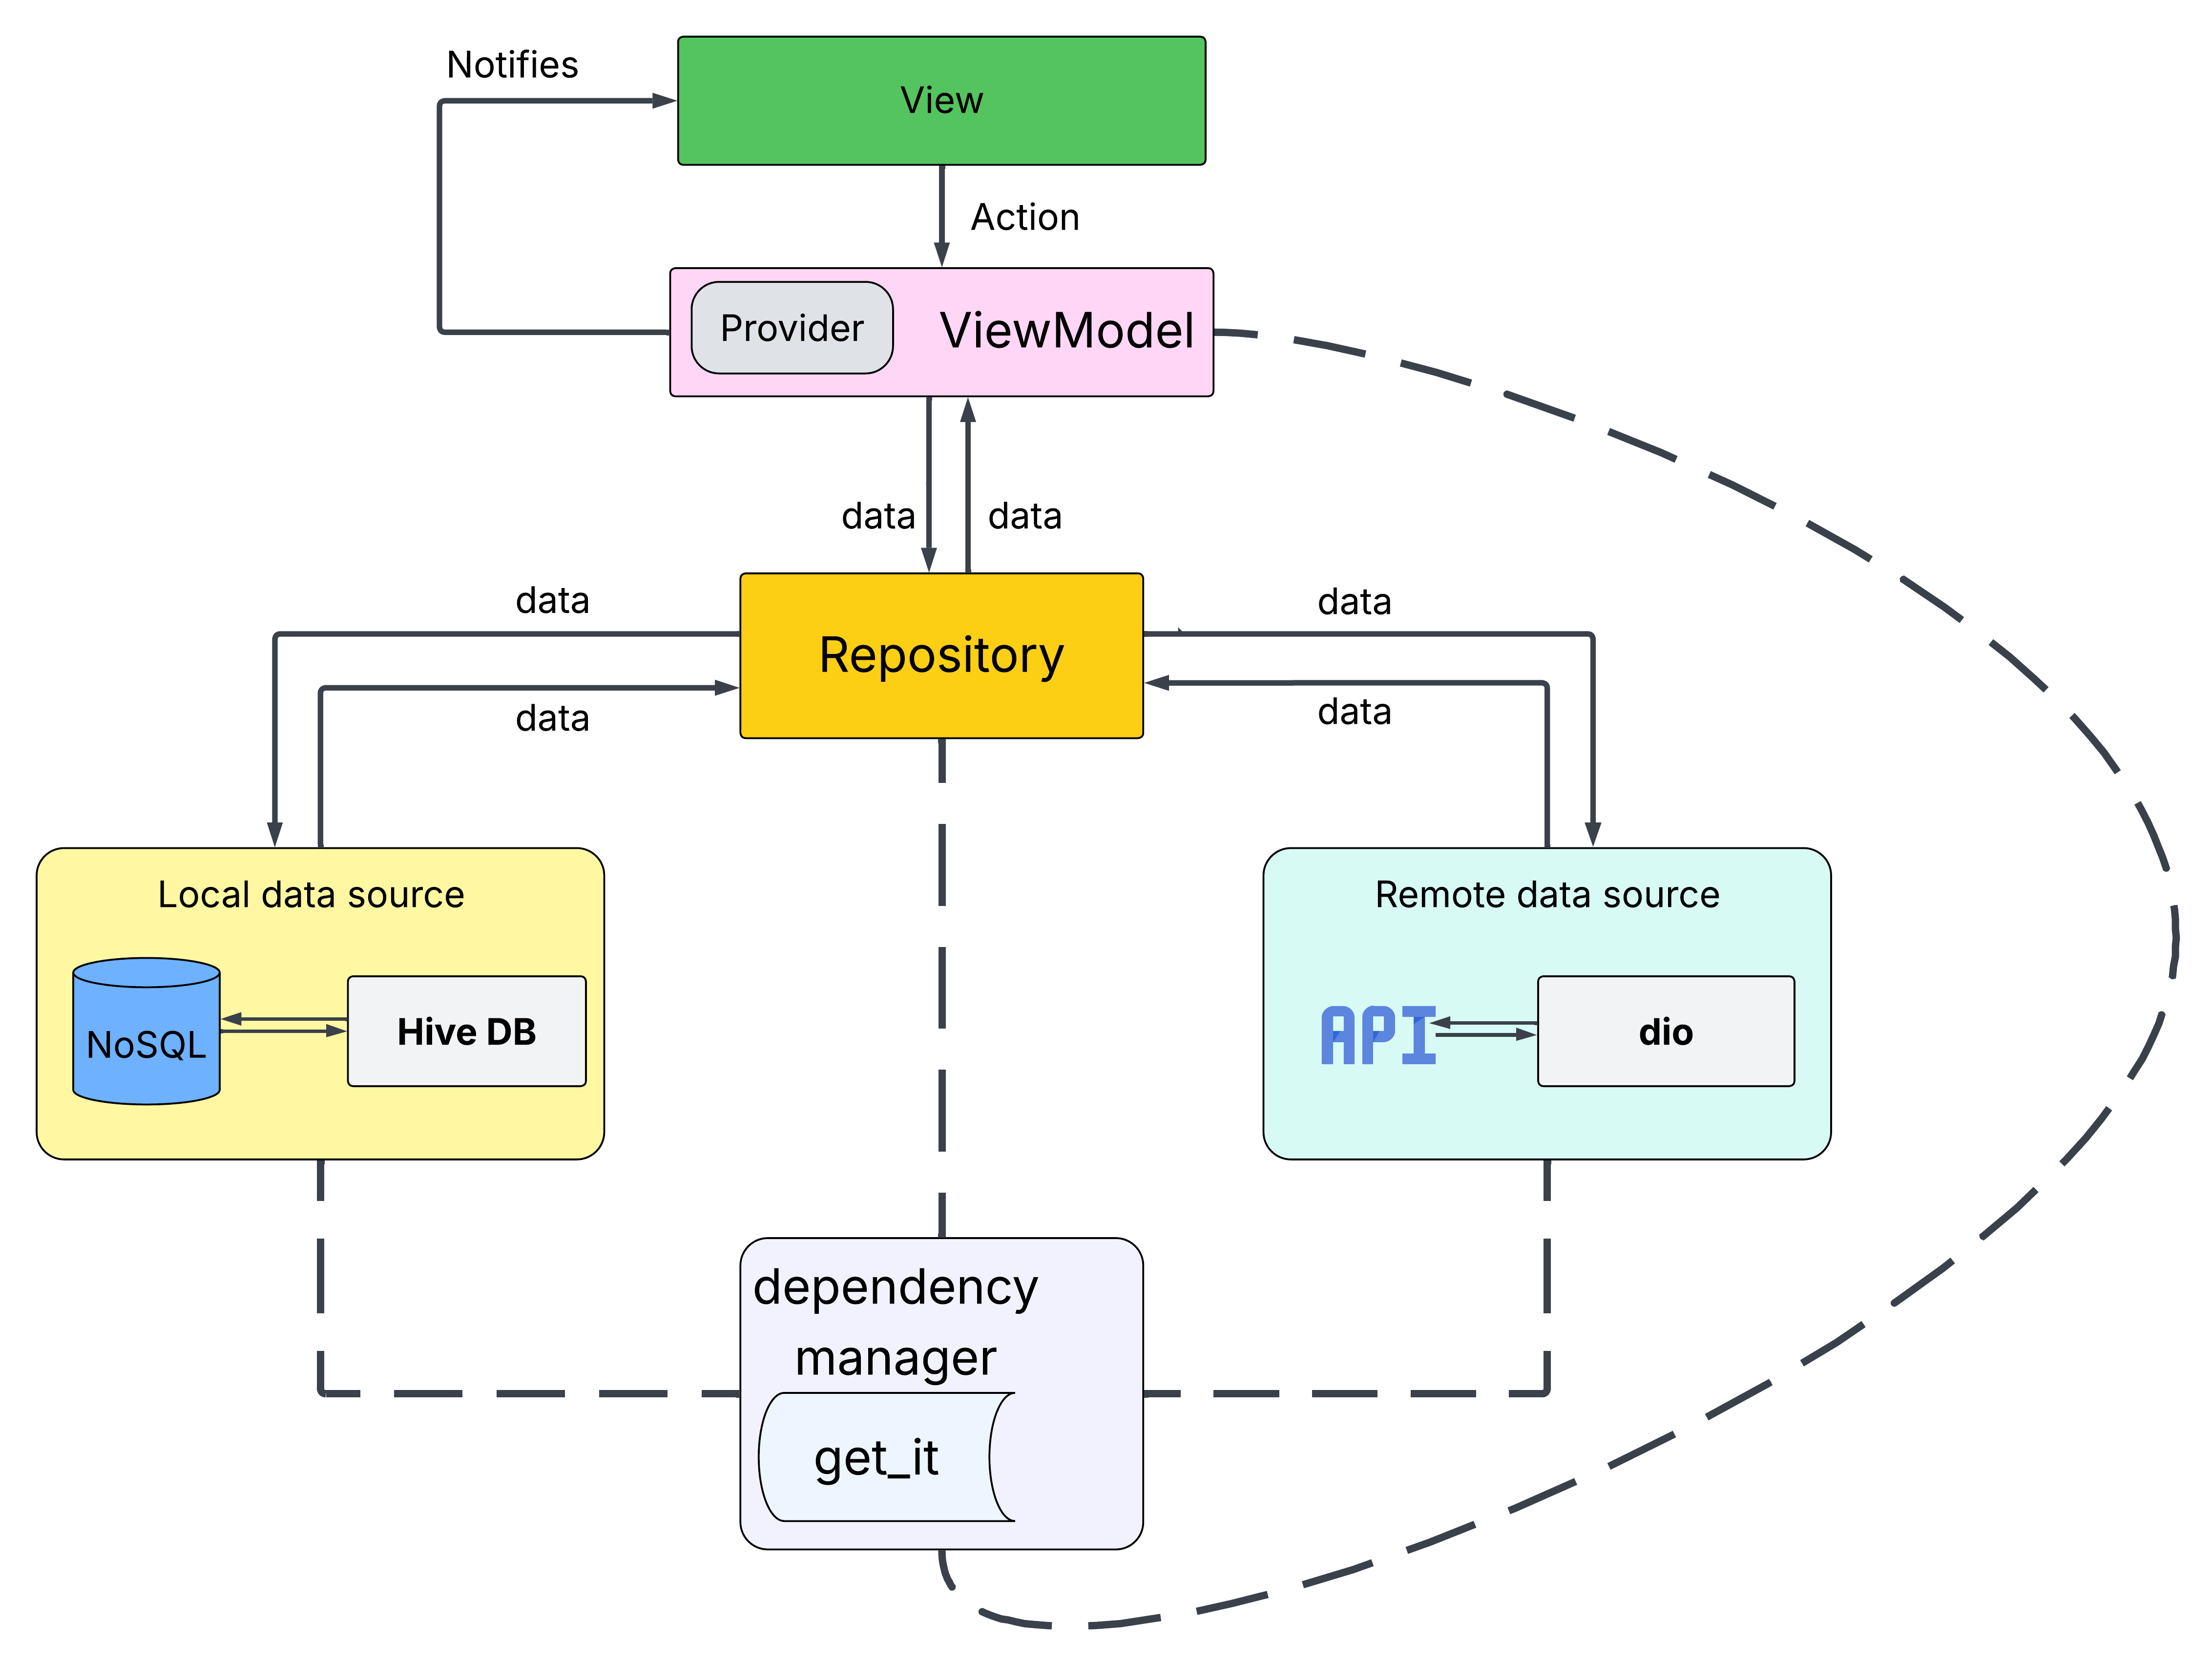 Notifies
View
Action
Provider
ViewModel
data
data
data
data
Repository
data
data
Local data source
NoSQL
Hive DB
Remote data source
API
dio
dependency
manager
get_it